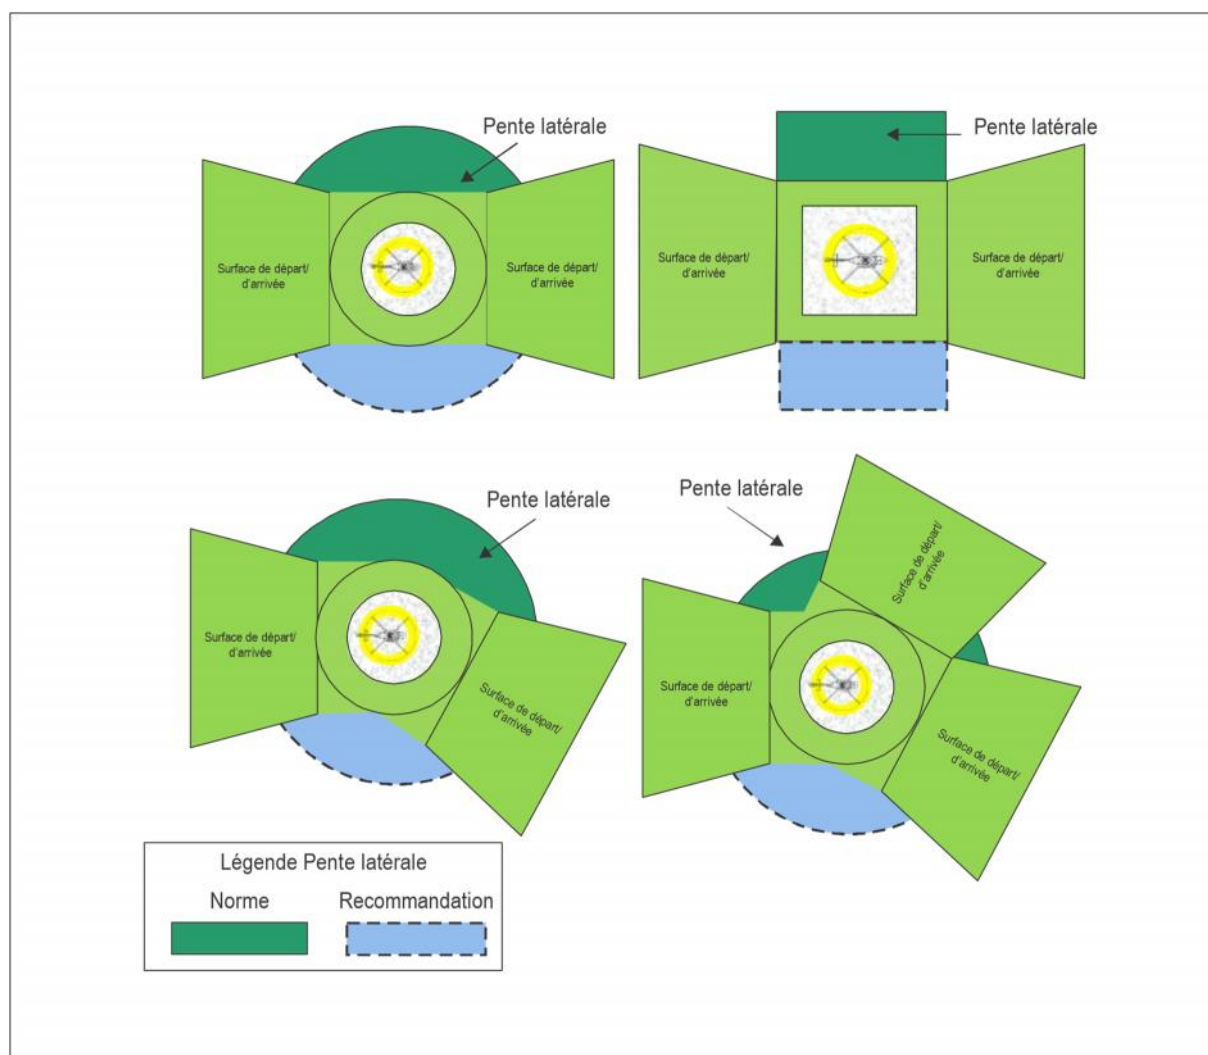 Pente latérale
Pente latérale
Surface de départ/
d'arrivée
Surface de départ/
d'arrivée
Surface de départ/
d'arrivée
Surface de départ/
d'arrivée
Pente latérale
Pente latérale
Surface de départ/
d'arrivée
Surface de départ/
d'arrivée
Surface de départ/
d'arrivée
Surface de départ/
d'arrivée
Surface de départ/
d'arrivée
Légende Pente latérale
Norme
Recommandation